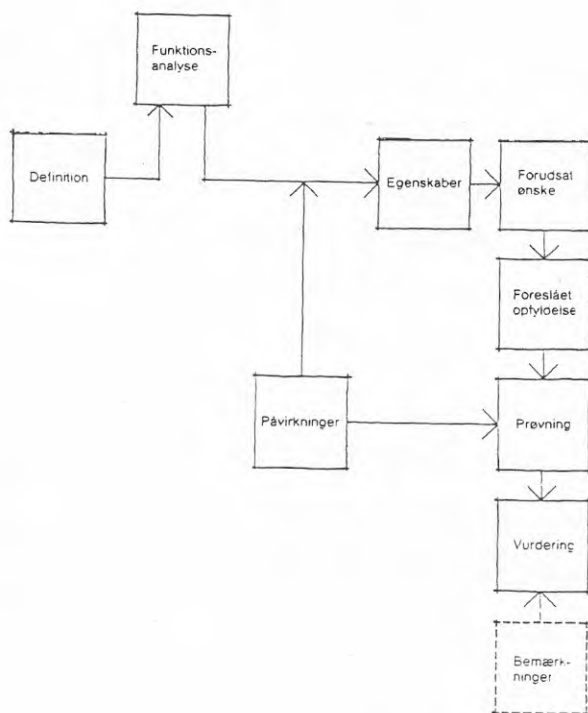 Funktions-
analyse
Definition
Egenskaber
Forudsat
ønske
Foreslået
opfyldelse
Påvirkninger
Prøvning
Vurdering
Bemærk-
ninger